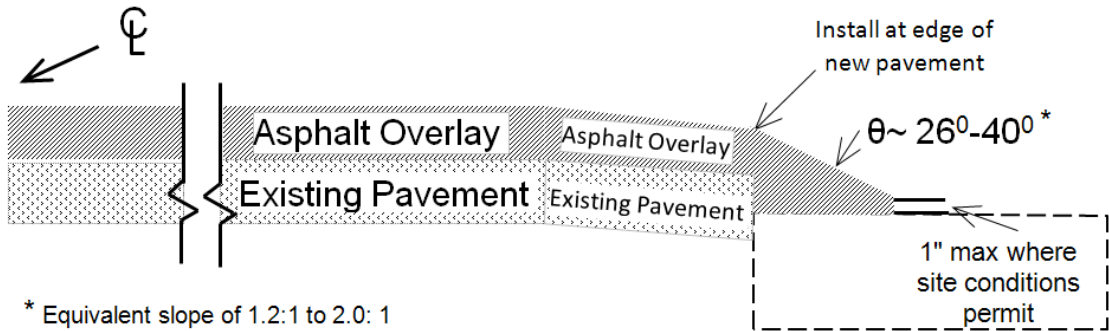 ℄
Install at edge of
new pavement
θ~ 26⁰-40⁰ *
Asphalt Overlay
Asphalt Overlay
Existing Pavement
Existing Pavement
1" max where
site conditions
permit
* Equivalent slope of 1.2:1 to 2.0: 1